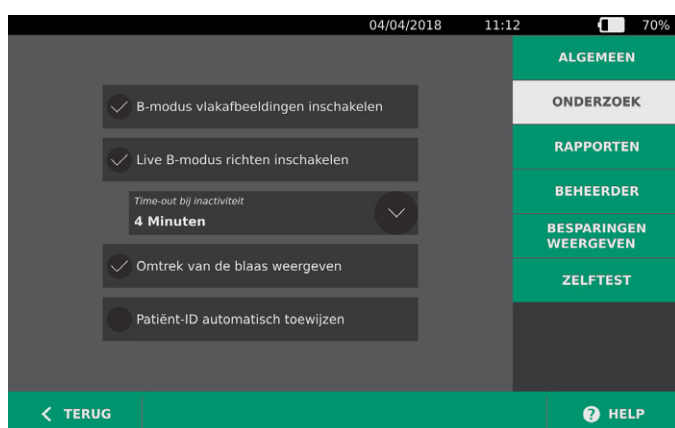 04/04/2018 11:12 70%
ALGEMEEN
ONDERZOEK
RAPPORTEN
BEHEERDER
BESPARINGEN
WEERGEVEN
ZELFTEST
B-modus vlakafbeeldingen inschakelen
Live B-modus richten inschakelen
Time-out bij inactiviteit
4 Minuten
Omtrek van de blaas weergeven
Patiënt-ID automatisch toewijzen
TERUG
? HELP